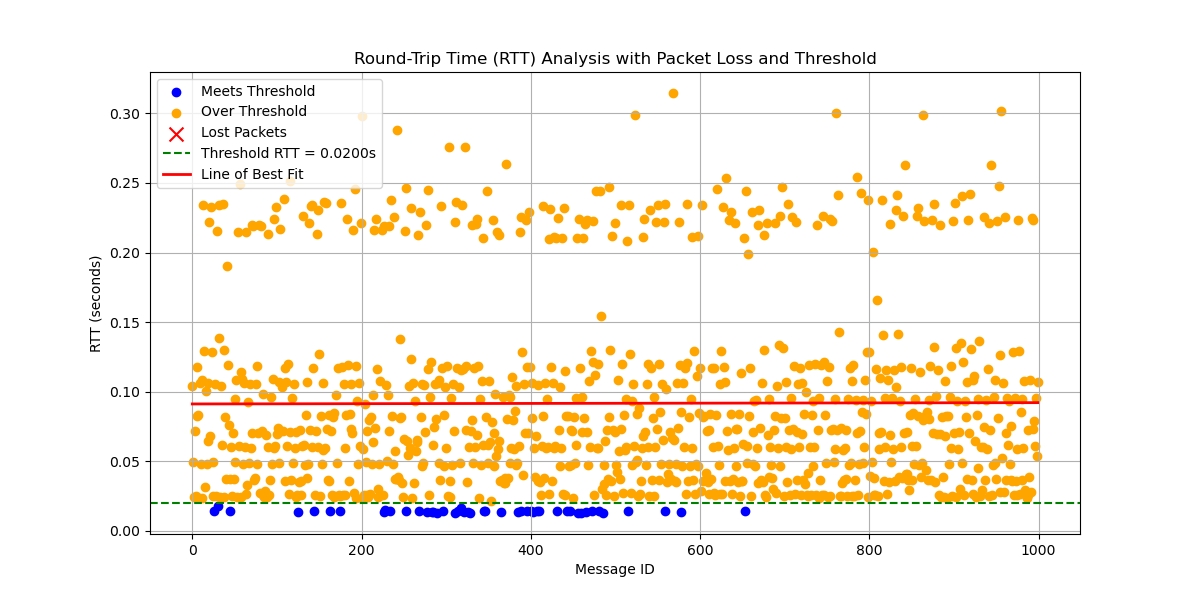 Round-Trip Time (RTT) Analysis with Packet Loss and Threshold
Meets Threshold
Over Threshold
Lost Packets
Threshold RTT = 0.0200s
Line of Best Fit
RTT (seconds)
0.30
0.25
0.20
0.15
0.10
0.05
0.00
0 200 400 600 800 1000
Message ID